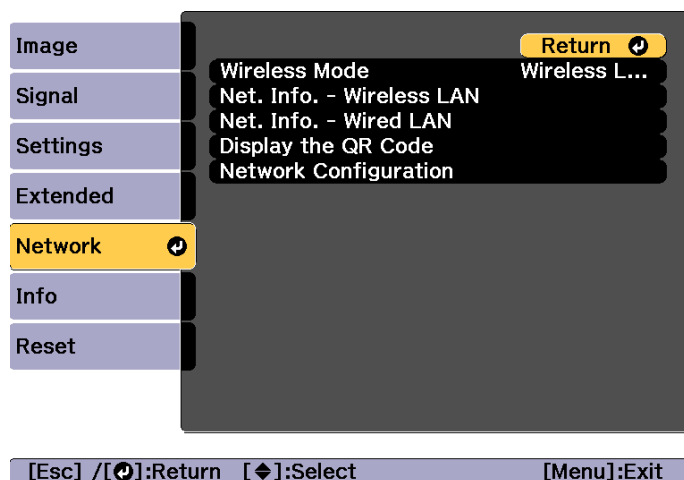 Image
Signal
Settings
Extended
Network
Info
Reset
Return
Wireless Mode Wireless L...
Net. Info. - Wireless LAN
Net. Info. - Wired LAN
Display the QR Code
Network Configuration
[Esc] /[⏎]:Return [◆]:Select [Menu]:Exit